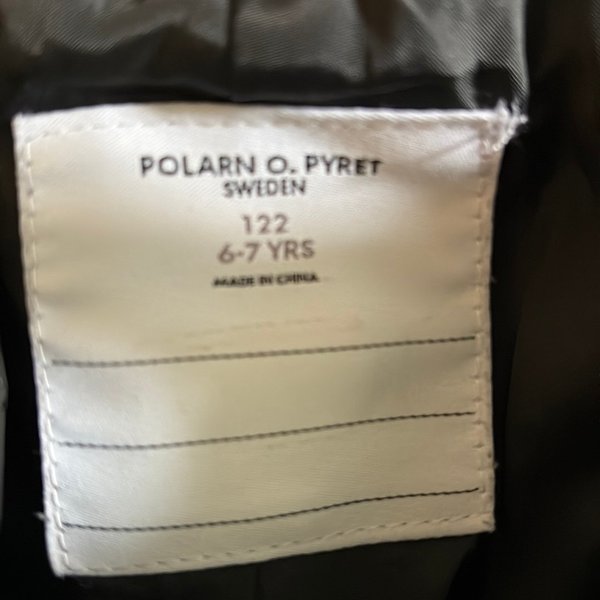 POLARN O. PYRET
SWEDEN
122
6-7 YRS
MADE IN CHINA